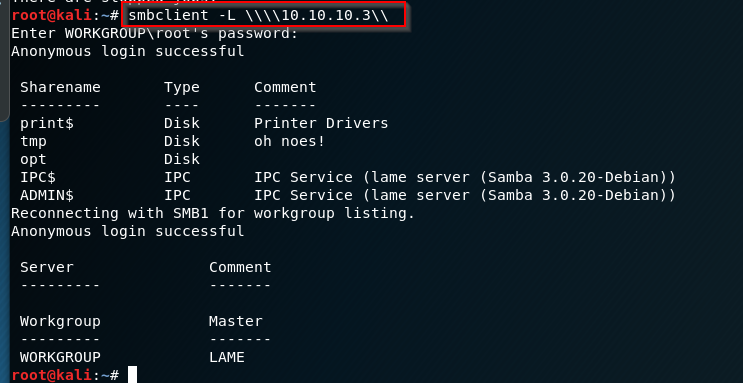 root@kali:~# smbclient -L \\\\10.10.10.3\\
Enter WORKGROUP\root's password:
Anonymous login successful
Sharename Type Comment
--------- ---- -------
print$ Disk Printer Drivers
tmp Disk oh noes!
opt Disk
IPC$ IPC IPC Service (lame server (Samba 3.0.20-Debian))
ADMIN$ IPC IPC Service (lame server (Samba 3.0.20-Debian))
Reconnecting with SMB1 for workgroup listing.
Anonymous login successful
Server Comment
--------- -------
Workgroup Master
--------- -------
WORKGROUP LAME
root@kali:~#